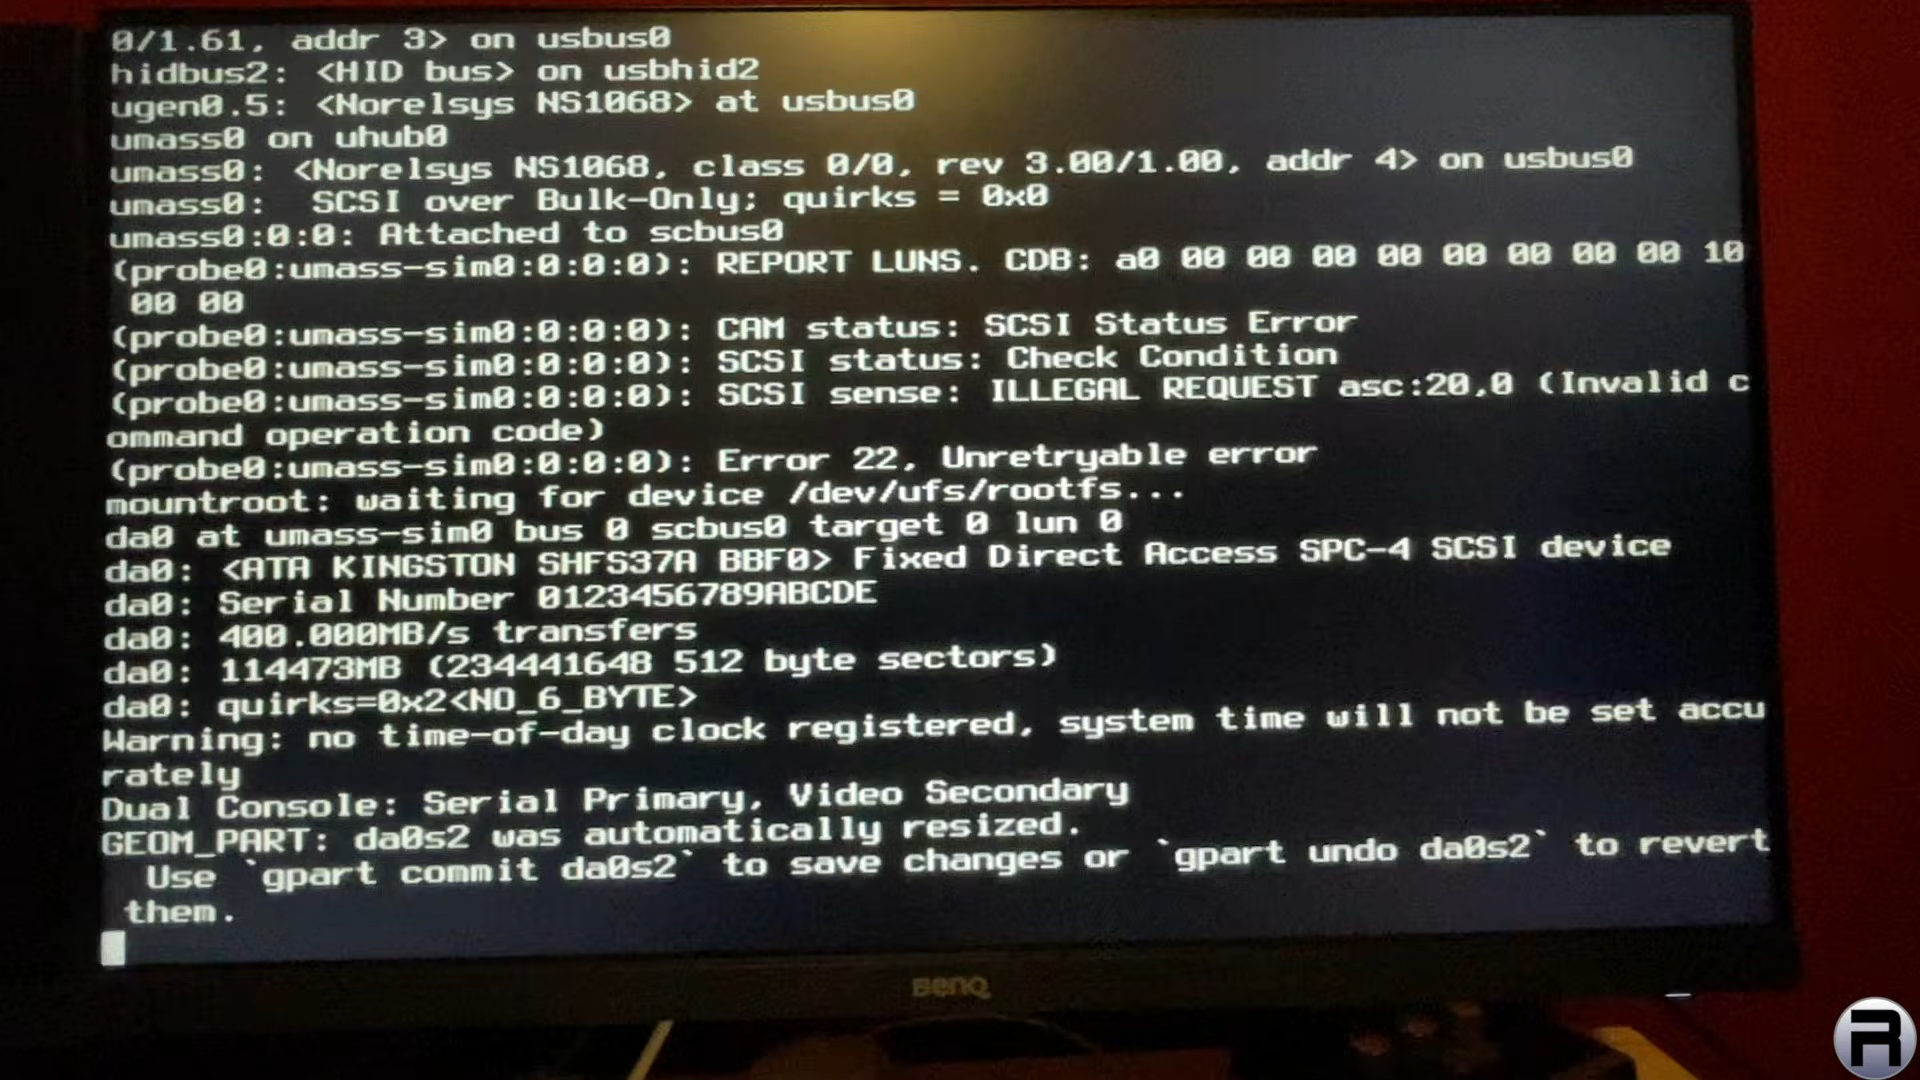 0/1.61, addr 3> on usbus0
hidbus2: <HID bus> on usbhid2
ugen0.5: <Norelsys NS1068> at usbus0
umass0 on uhub0
umass0: <Norelsys NS1068, class 0/0, rev 3.00/1.00, addr 4> on usbus0
umass0:  SCSI over Bulk-Only; quirks = 0x0
umass0:0:0: Attached to scbus0
(probe0:umass-sim0:0:0:0): REPORT LUNS. CDB: a0 00 00 00 00 00 00 00 00 10
 00 00
(probe0:umass-sim0:0:0:0): CAM status: SCSI Status Error
(probe0:umass-sim0:0:0:0): SCSI status: Check Condition
(probe0:umass-sim0:0:0:0): SCSI sense: ILLEGAL REQUEST asc:20,0 (Invalid c
ommand operation code)
(probe0:umass-sim0:0:0:0): Error 22, Unretryable error
mountroot: waiting for device /dev/ufs/rootfs...
da0 at umass-sim0 bus 0 scbus0 target 0 lun 0
da0: <ATA KINGSTON SHFS37A BBF0> Fixed Direct Access SPC-4 SCSI device
da0: Serial Number 0123456789ABCDE
da0: 400.000MB/s transfers
da0: 114473MB (234441648 512 byte sectors)
da0: quirks=0x2<NO_6_BYTE>
Warning: no time-of-day clock registered, system time will not be set accu
rately
Dual Console: Serial Primary, Video Secondary
GEOM_PART: da0s2 was automatically resized.
  Use `gpart commit da0s2` to save changes or `gpart undo da0s2` to revert
 them.
BenQ
R